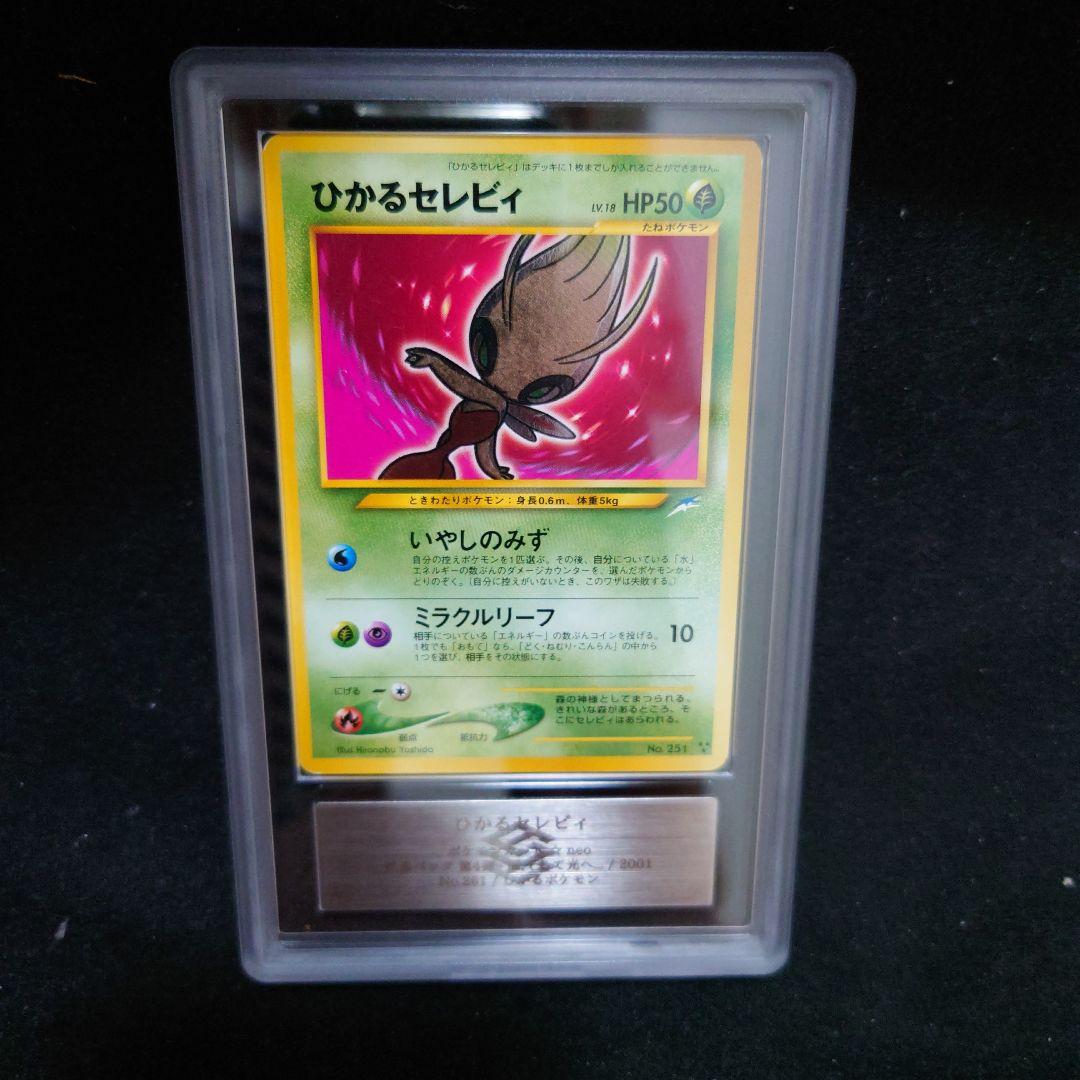 「ひかるセレビィ」はデッキに1枚までしか入れることができません。
ひかるセレビィ LV.18 HP50
たねポケモン
ときわたりポケモン：身長0.6m、体重5kg
いやしのみず
自分の控えポケモンを1匹選ぶ。その後、自分についている「水」
エネルギーの数ぶんのダメージカウンターを、選んだポケモンから
とりのぞく。（自分に控えがいないとき、このワザは失敗する。）
ミラクルリーフ 10
相手についている「エネルギー」の数ぶんコインを投げる。
1枚でも「おもて」なら、「どく・ねむり・こんらん」の中から
1つを選び、相手をその状態にする。
にげる
弱点 抵抗力
森の神様としてまつられる。
きれいな森があるところ、そ
こにセレビィはあらわれる。
Illus. Hironobu Yoshida No. 251
ひかるセレビィ
neo
光へ... / 2001
No.251 / ひかるポケモン